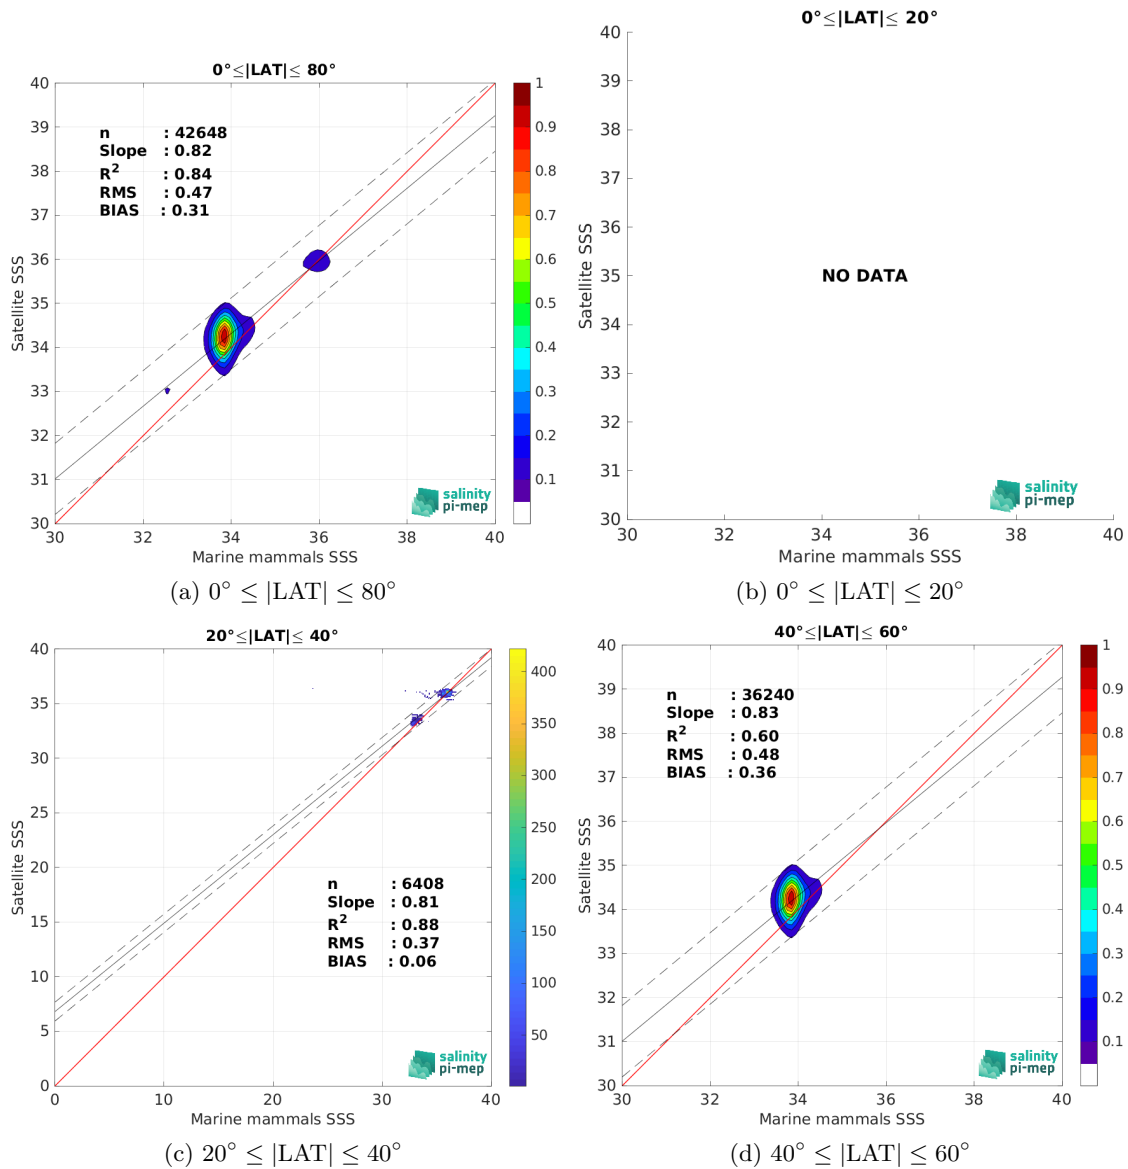 0°≤|LAT|≤ 80°
40
39
38
37
36
35
34
33
32
31
30
Satellite SSS
n : 42648
Slope : 0.82
R² : 0.84
RMS : 0.47
BIAS : 0.31
1
0.9
0.8
0.7
0.6
0.5
0.4
0.3
0.2
0.1
salinity
pi-mep
30 32 34 36 38 40
Marine mammals SSS
(a) 0° ≤ |LAT| ≤ 80°
0°≤|LAT|≤ 20°
40
39
38
37
36
35
34
33
32
31
30
Satellite SSS
NO DATA
salinity
pi-mep
30 32 34 36 38 40
Marine mammals SSS
(b) 0° ≤ |LAT| ≤ 20°
20°≤|LAT|≤ 40°
40
35
30
25
20
15
10
5
0
Satellite SSS
n : 6408
Slope : 0.81
R² : 0.88
RMS : 0.37
BIAS : 0.06
400
350
300
250
200
150
100
50
salinity
pi-mep
0 10 20 30 40
Marine mammals SSS
(c) 20° ≤ |LAT| ≤ 40°
40°≤|LAT|≤ 60°
40
39
38
37
36
35
34
33
32
31
30
Satellite SSS
n : 36240
Slope : 0.83
R² : 0.60
RMS : 0.48
BIAS : 0.36
1
0.9
0.8
0.7
0.6
0.5
0.4
0.3
0.2
0.1
salinity
pi-mep
30 32 34 36 38 40
Marine mammals SSS
(d) 40° ≤ |LAT| ≤ 60°